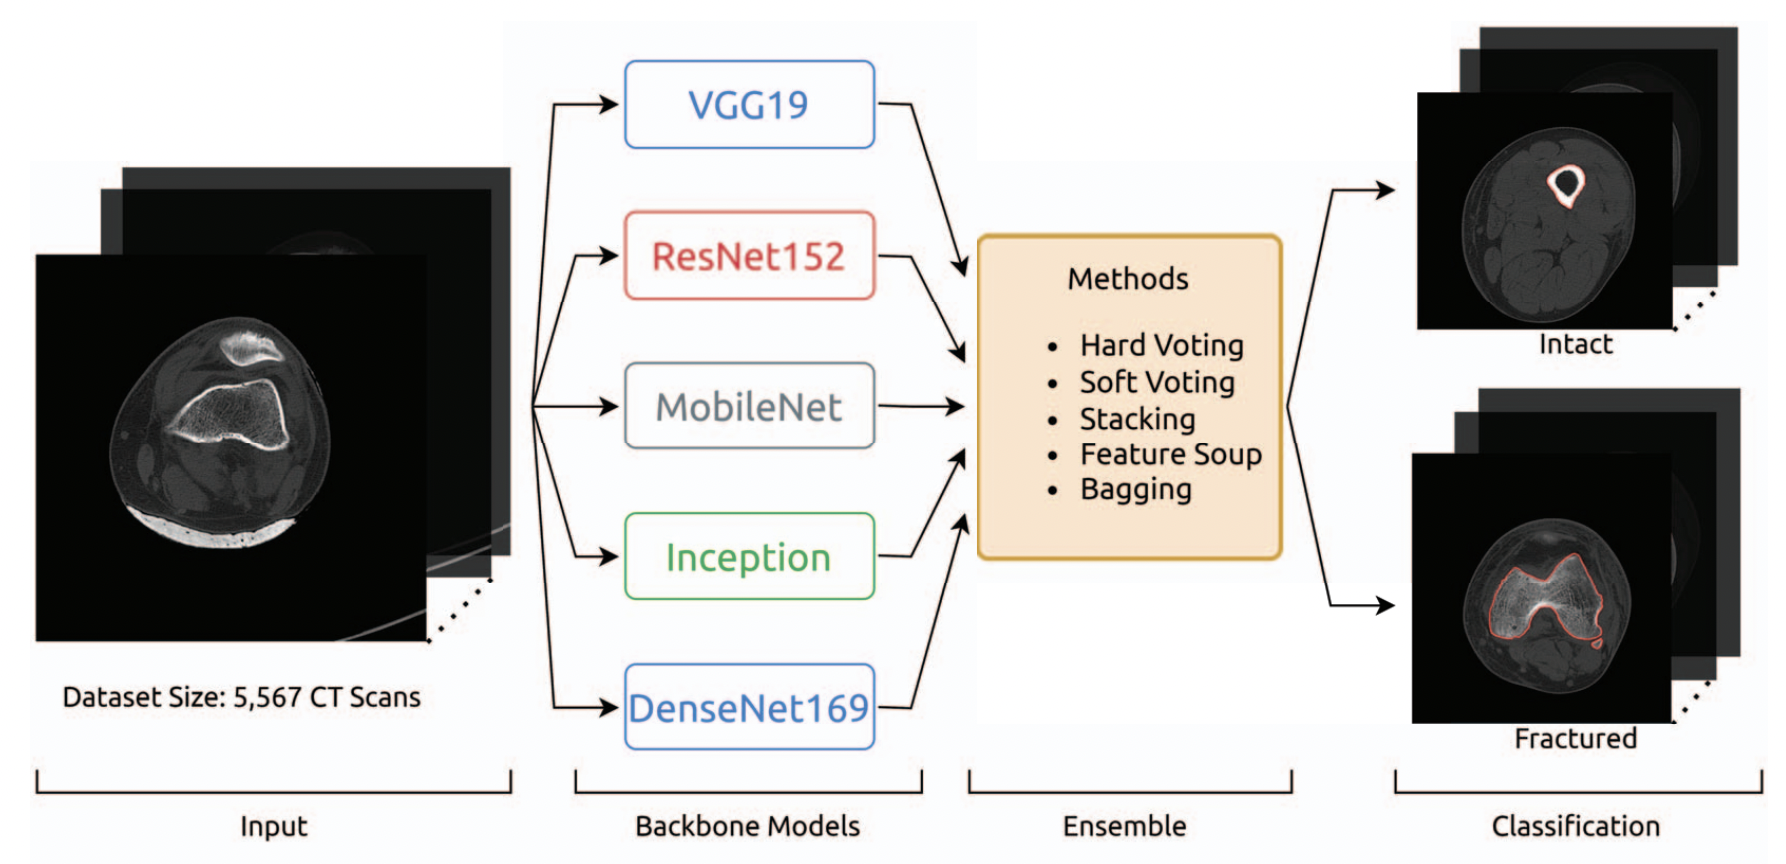 VGG19
ResNet152
MobileNet
Inception
DenseNet169
Dataset Size: 5,567 CT Scans
Methods
• Hard Voting
• Soft Voting
• Stacking
• Feature Soup
• Bagging
Intact
Fractured
Input
Backbone Models
Ensemble
Classification